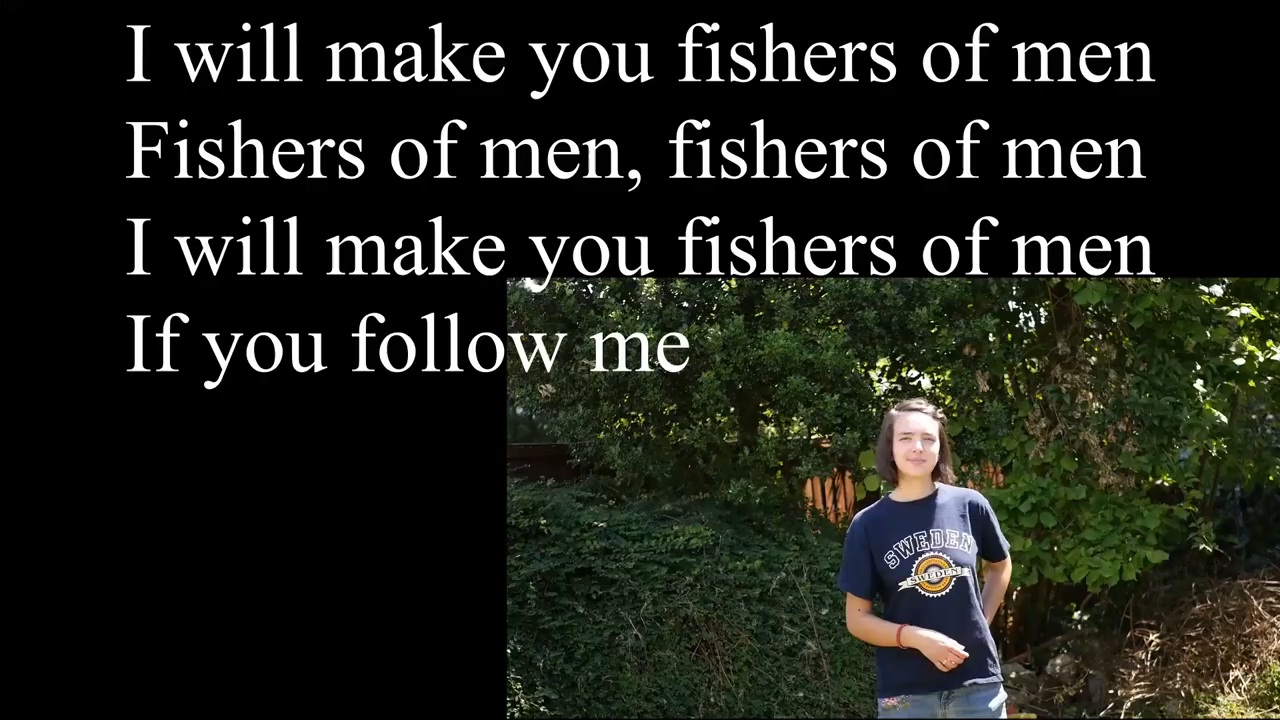 I will make you fishers of men
Fishers of men, fishers of men
I will make you fishers of men
If you follow me
SWEDEN
SWEDEN